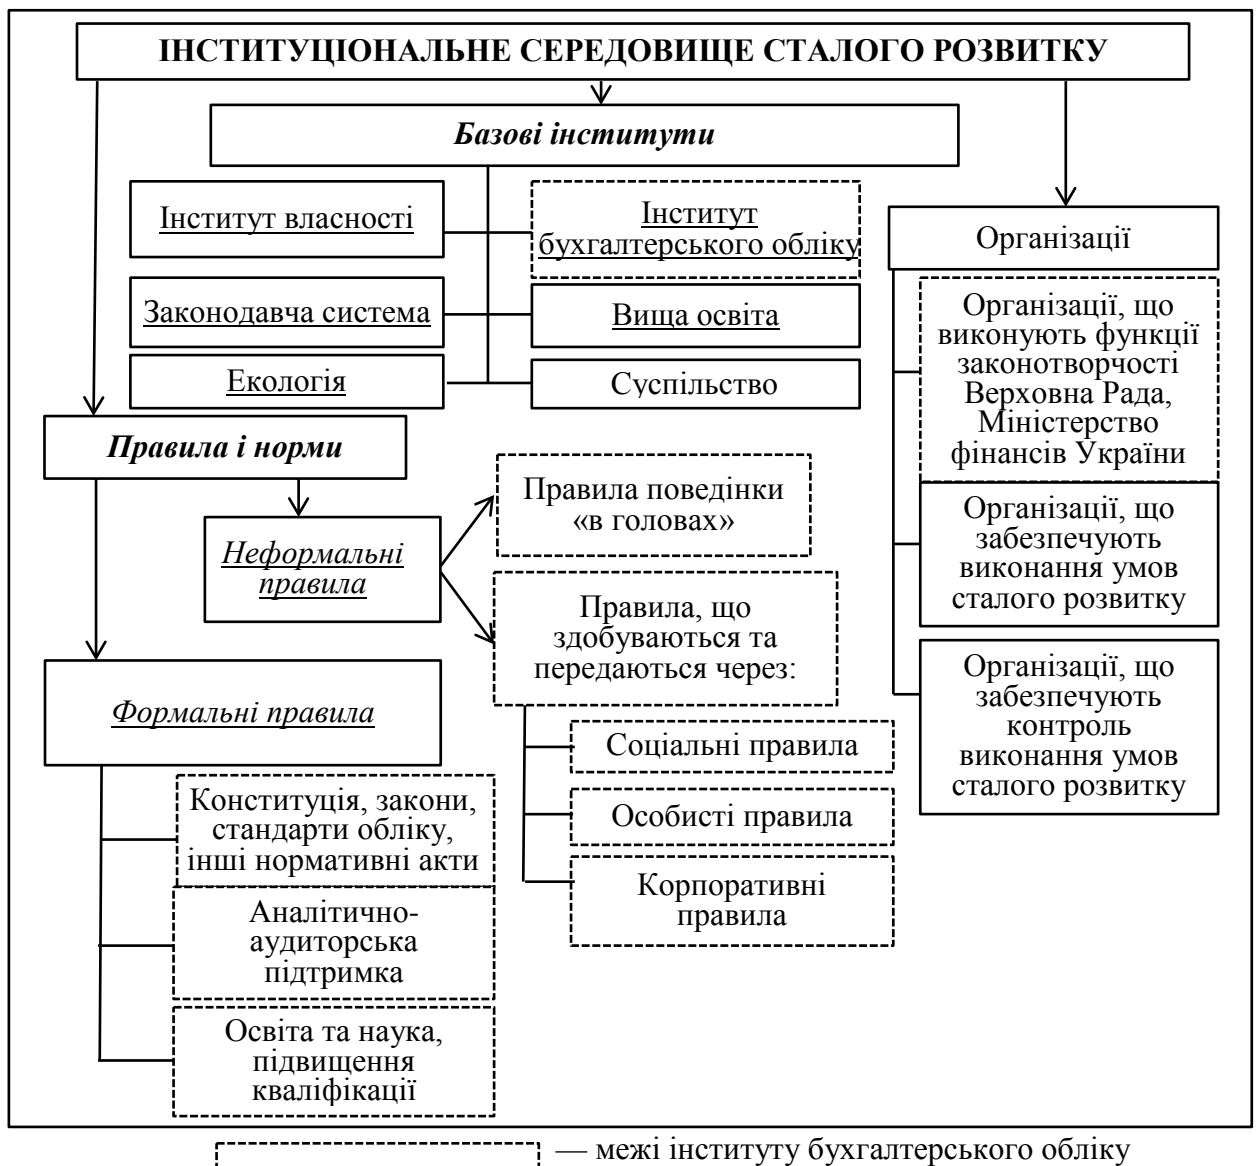 ІНСТИТУЦІОНАЛЬНЕ СЕРЕДОВИЩЕ СТАЛОГО РОЗВИТКУ
Базові інститути
Інститут власності
Інститут
бухгалтерського обліку
Законодавча система
Вища освіта
Екологія
Суспільство
Організації
Організації, що
виконують функції
законотворчості
Верховна Рада,
Міністерство
фінансів України
Організації, що
забезпечують
виконання умов
сталого розвитку
Організації, що
забезпечують
контроль
виконання умов
сталого розвитку
Правила і норми
Неформальні
правила
Правила поведінки
«в головах»
Правила, що
здобуваються та
передаються через:
Соціальні правила
Особисті правила
Корпоративні
правила
Формальні правила
Конституція, закони,
стандарти обліку,
інші нормативні акти
Аналітично-
аудиторська
підтримка
Освіта та наука,
підвищення
кваліфікації
— межі інституту бухгалтерського обліку